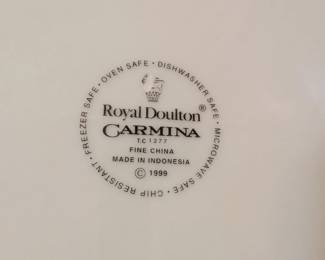 FREEZER SAFE · OVEN SAFE · DISHWASHER SAFE · MICROWAVE SAFE · CHIP RESISTANT ·
Royal Doulton®
CARMINA
T.C 1277
FINE CHINA
MADE IN INDONESIA
© 1999